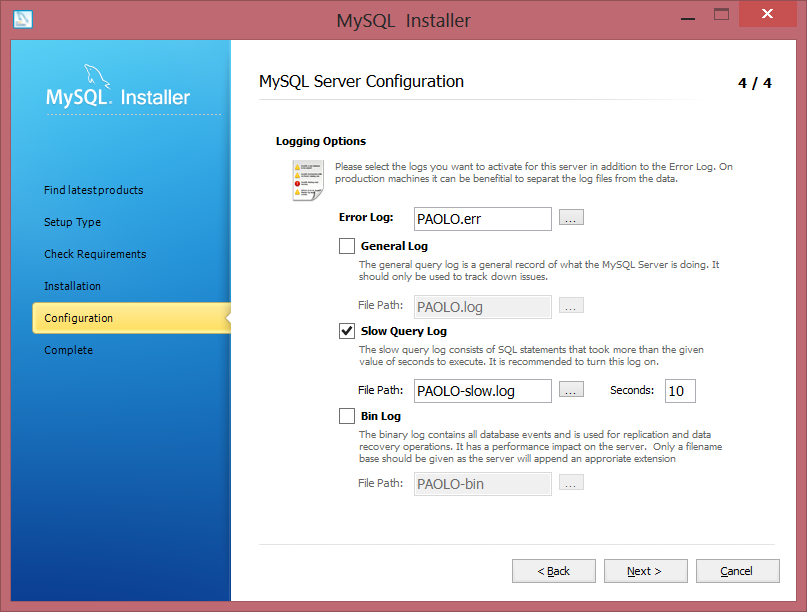 MySQL Installer
MySQL. Installer
Find latest products
Setup Type
Check Requirements
Installation
Configuration
Complete
MySQL Server Configuration
4 / 4
Logging Options
Please select the logs you want to activate for this server in addition to the Error Log. On
production machines it can be benefitial to separat the log files from the data.
Error Log:
PAOLO.err
...
General Log
The general query log is a general record of what the MySQL Server is doing. It
should only be used to track down issues.
File Path:
PAOLO.log
...
Slow Query Log
The slow query log consists of SQL statements that took more than the given
value of seconds to execute. It is recommended to turn this log on.
File Path:
PAOLO-slow.log
...
Seconds:
10
Bin Log
The binary log contains all database events and is used for replication and data
recovery operations. It has a performance impact on the server. Only a filename
base should be given as the server will append an approriate extension
File Path:
PAOLO-bin
...
< Back
Next >
Cancel